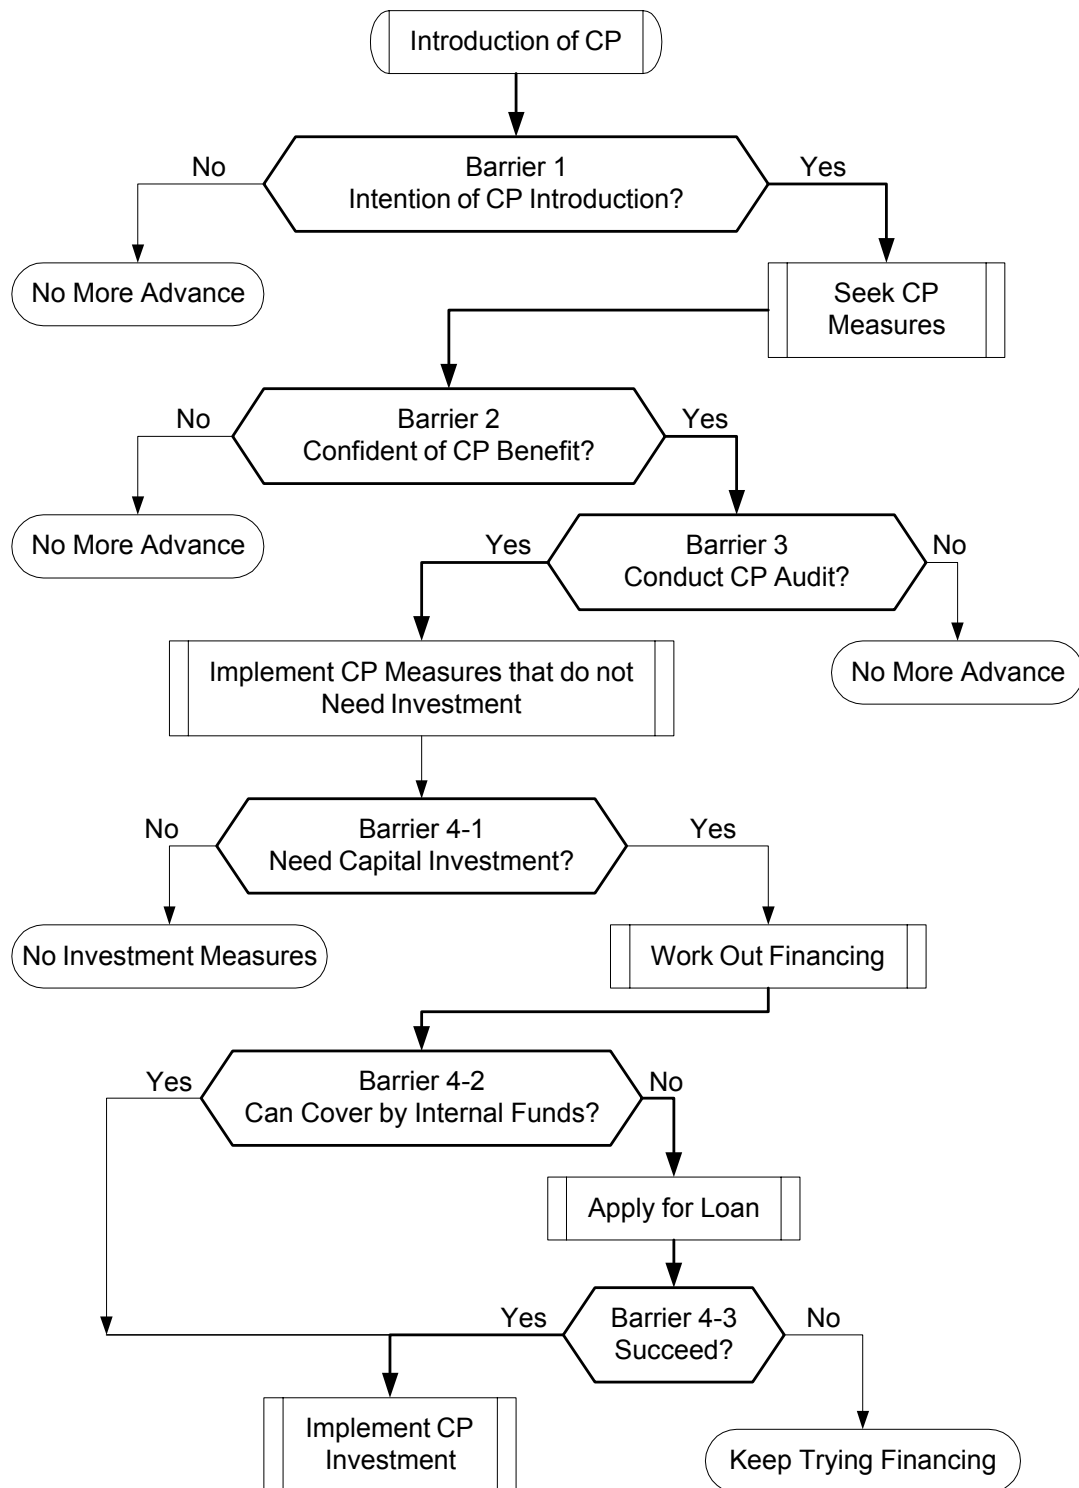 Introduction of CP
No
Barrier 1
Yes
Intention of CP Introduction?
No More Advance
Seek CP
Measures
No
Barrier 2
Yes
Confident of CP Benefit?
No More Advance
Yes
Barrier 3
No
Conduct CP Audit?
Implement CP Measures that do not
Need Investment
No More Advance
No
Barrier 4-1
Yes
Need Capital Investment?
No Investment Measures
Work Out Financing
Yes
Barrier 4-2
No
Can Cover by Internal Funds?
Apply for Loan
Yes
Barrier 4-3
No
Succeed?
Implement CP
Investment
Keep Trying Financing